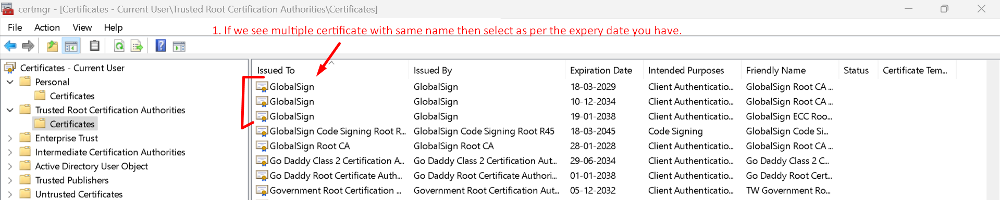 certmgr - [Certificates - Current User\Trusted Root Certification Authorities\Certificates]
File Action View Help
1. If we see multiple certificate with same name then select as per the expery date you have.
Certificates - Current User
Personal
Certificates
Trusted Root Certification Authorities
Certificates
Enterprise Trust
Intermediate Certification Authorities
Active Directory User Object
Trusted Publishers
Untrusted Certificates
Issued To Issued By Expiration Date Intended Purposes Friendly Name Status Certificate Tem...
GlobalSign GlobalSign 18-03-2029 Client Authenticatio... GlobalSign Root CA ...
GlobalSign GlobalSign 10-12-2034 Client Authenticatio... GlobalSign Root CA ...
GlobalSign GlobalSign 19-01-2038 Client Authenticatio... GlobalSign ECC Roo...
GlobalSign Code Signing Root R... GlobalSign Code Signing Root R45 18-03-2045 Code Signing GlobalSign Code Si...
GlobalSign Root CA GlobalSign Root CA 28-01-2028 Client Authenticatio... GlobalSign Root CA ...
Go Daddy Class 2 Certification A... Go Daddy Class 2 Certification Aut... 29-06-2034 Client Authenticatio... Go Daddy Class 2 C...
Go Daddy Root Certificate Auth... Go Daddy Root Certificate Authori... 01-01-2038 Client Authenticatio... Go Daddy Root Cert...
Government Root Certification ... Government Root Certification Aut... 05-12-2032 Client Authenticatio... TW Government Ro...